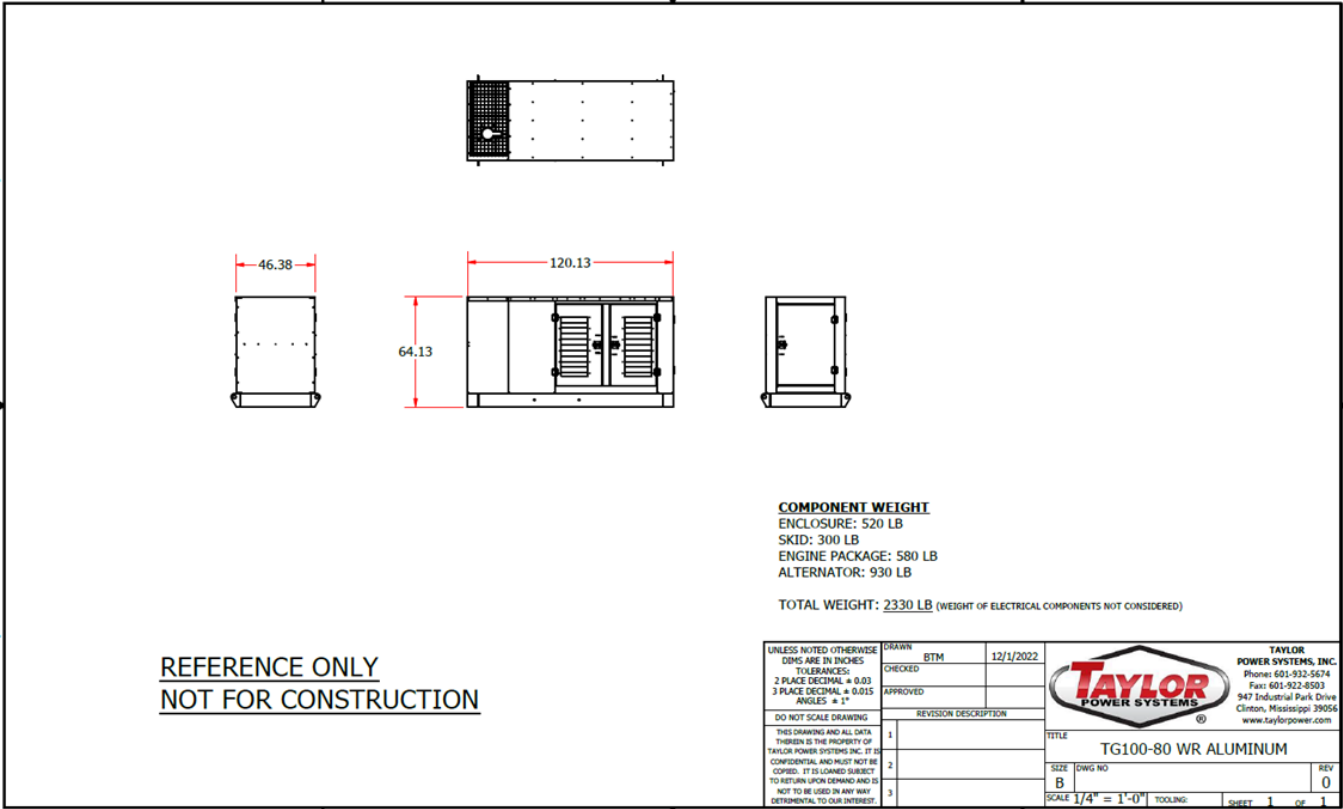 46.38
120.13
64.13
COMPONENT WEIGHT
ENCLOSURE: 520 LB
SKID: 300 LB
ENGINE PACKAGE: 580 LB
ALTERNATOR: 930 LB
TOTAL WEIGHT: 2330 LB (WEIGHT OF ELECTRICAL COMPONENTS NOT CONSIDERED)
REFERENCE ONLY
NOT FOR CONSTRUCTION
UNLESS NOTED OTHERWISE
DIMS ARE IN INCHES
TOLERANCES:
2 PLACE DECIMAL ± 0.03
3 PLACE DECIMAL ± 0.015
ANGLES ± 1°
DO NOT SCALE DRAWING
THIS DRAWING AND ALL DATA
THEREIN IS THE PROPERTY OF
TAYLOR POWER SYSTEMS INC. IT IS
CONFIDENTIAL AND MUST NOT BE
COPIED. IT IS LOANED SUBJECT
TO RETURN UPON DEMAND AND IS
NOT TO BE USED IN ANY WAY
DETRIMENTAL TO OUR INTEREST.
DRAWN
BTM 12/1/2022
CHECKED
APPROVED
REVISION DESCRIPTION
1
2
3
TAYLOR
POWER SYSTEMS
®
TAYLOR
POWER SYSTEMS, INC.
Phone: 601-932-5674
Fax: 601-922-8503
947 Industrial Park Drive
Clinton, Mississippi 39056
www.taylorpower.com
TITLE
TG100-80 WR ALUMINUM
SIZE DWG NO REV
B 0
SCALE 1/4" = 1'-0" TOOLING: SHEET 1 OF 1